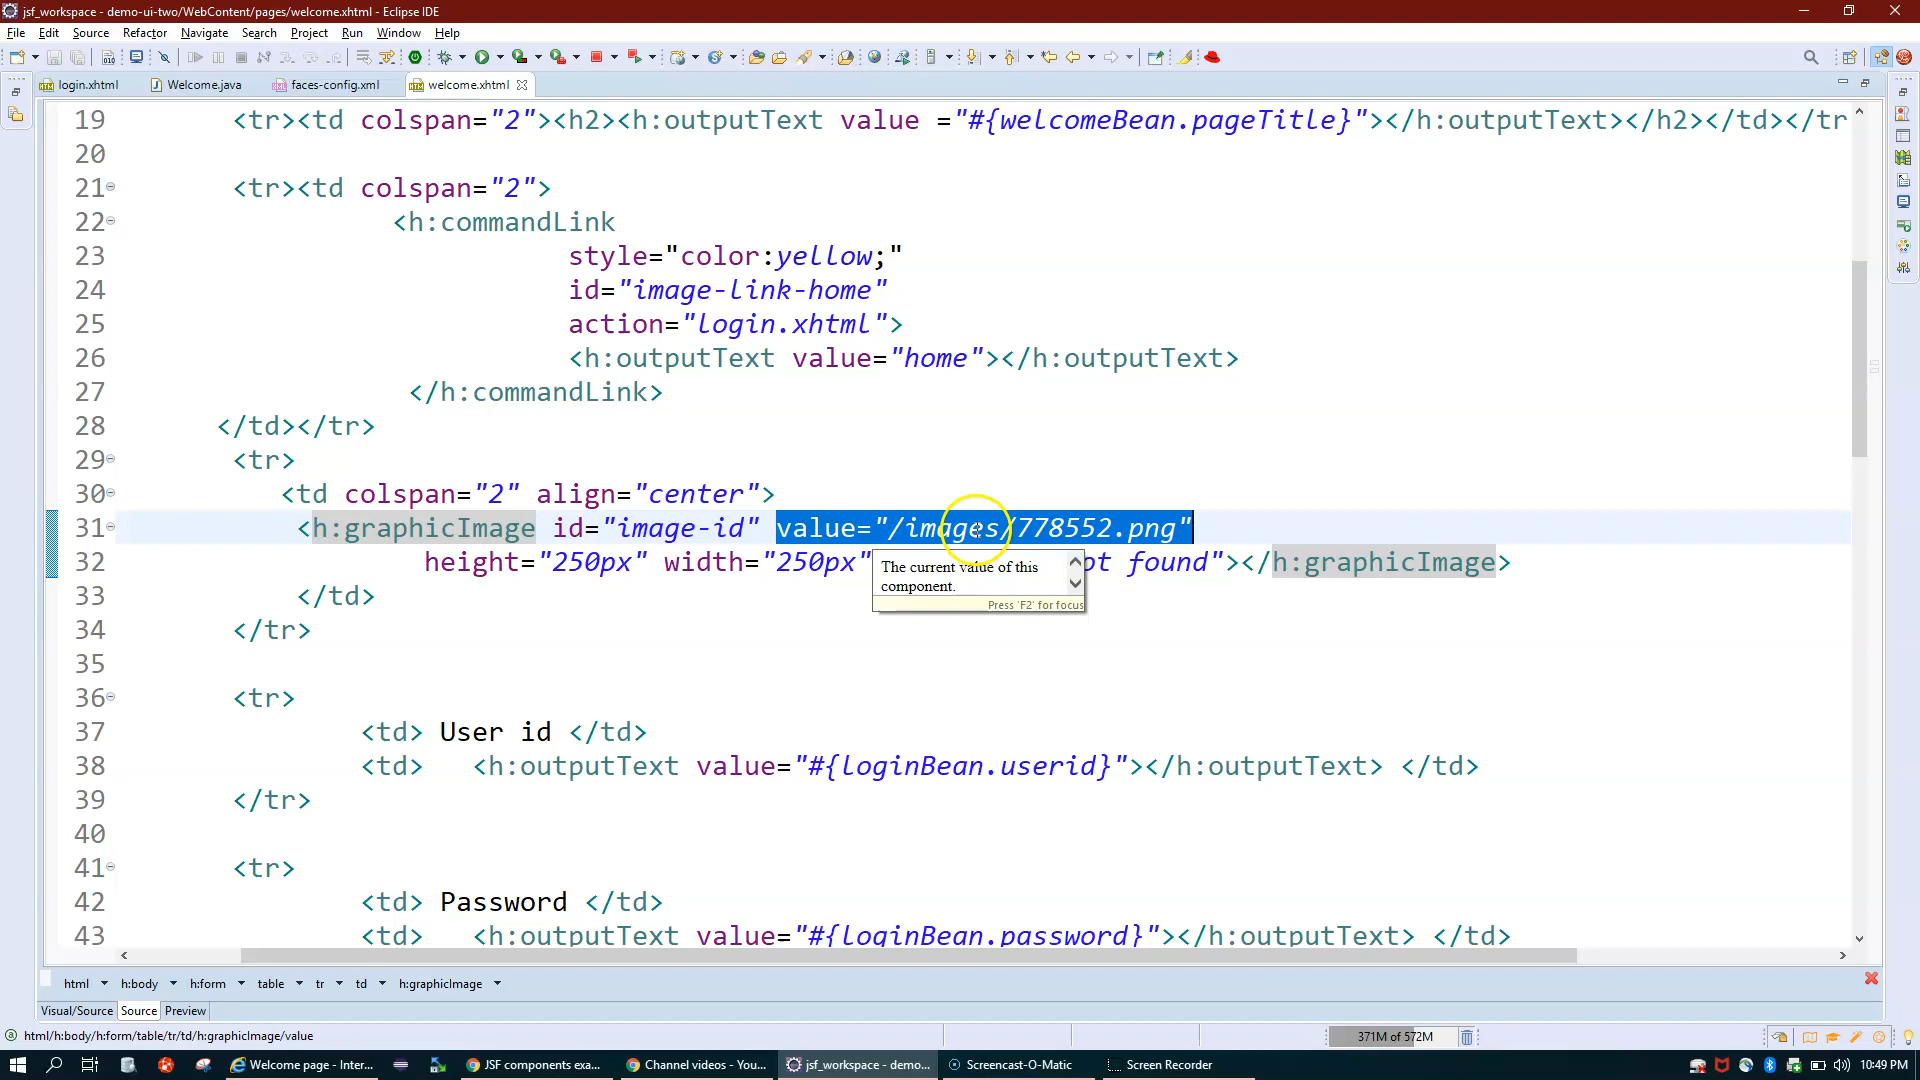 jsf_workspace - demo-ui-two/WebContent/pages/welcome.xhtml - Eclipse IDE
File Edit Source Refactor Navigate Search Project Run Window Help
login.xhtml Welcome.java faces-config.xml welcome.xhtml
19 <tr><td colspan="2"><h2><h:outputText value ="#{welcomeBean.pageTitle}"></h:outputText></h2></td></tr
20
21 <tr><td colspan="2">
22 <h:commandLink
23 style="color:yellow;"
24 id="image-link-home"
25 action="login.xhtml">
26 <h:outputText value="home"></h:outputText>
27 </h:commandLink>
28 </td></tr>
29 <tr>
30 <td colspan="2" align="center">
31 <h:graphicImage id="image-id" value="/images/778552.png"
32 height="250px" width="250px" ot found"></h:graphicImage>
The current value of this
component.
Press 'F2' for focus
33 </td>
34 </tr>
35
36 <tr>
37 <td> User id </td>
38 <td> <h:outputText value="#{loginBean.userid}"></h:outputText> </td>
39 </tr>
40
41 <tr>
42 <td> Password </td>
43 <td> <h:outputText value="#{loginBean.password}"></h:outputText> </td>
html h:body h:form table tr td h:graphicImage
Visual/Source Source Preview
html/h:body/h:form/table/tr/td/h:graphicImage/value 371M of 572M
Welcome page - Inter... JSF components exa... Channel videos - You... jsf_workspace - demo... Screencast-O-Matic Screen Recorder 10:49 PM